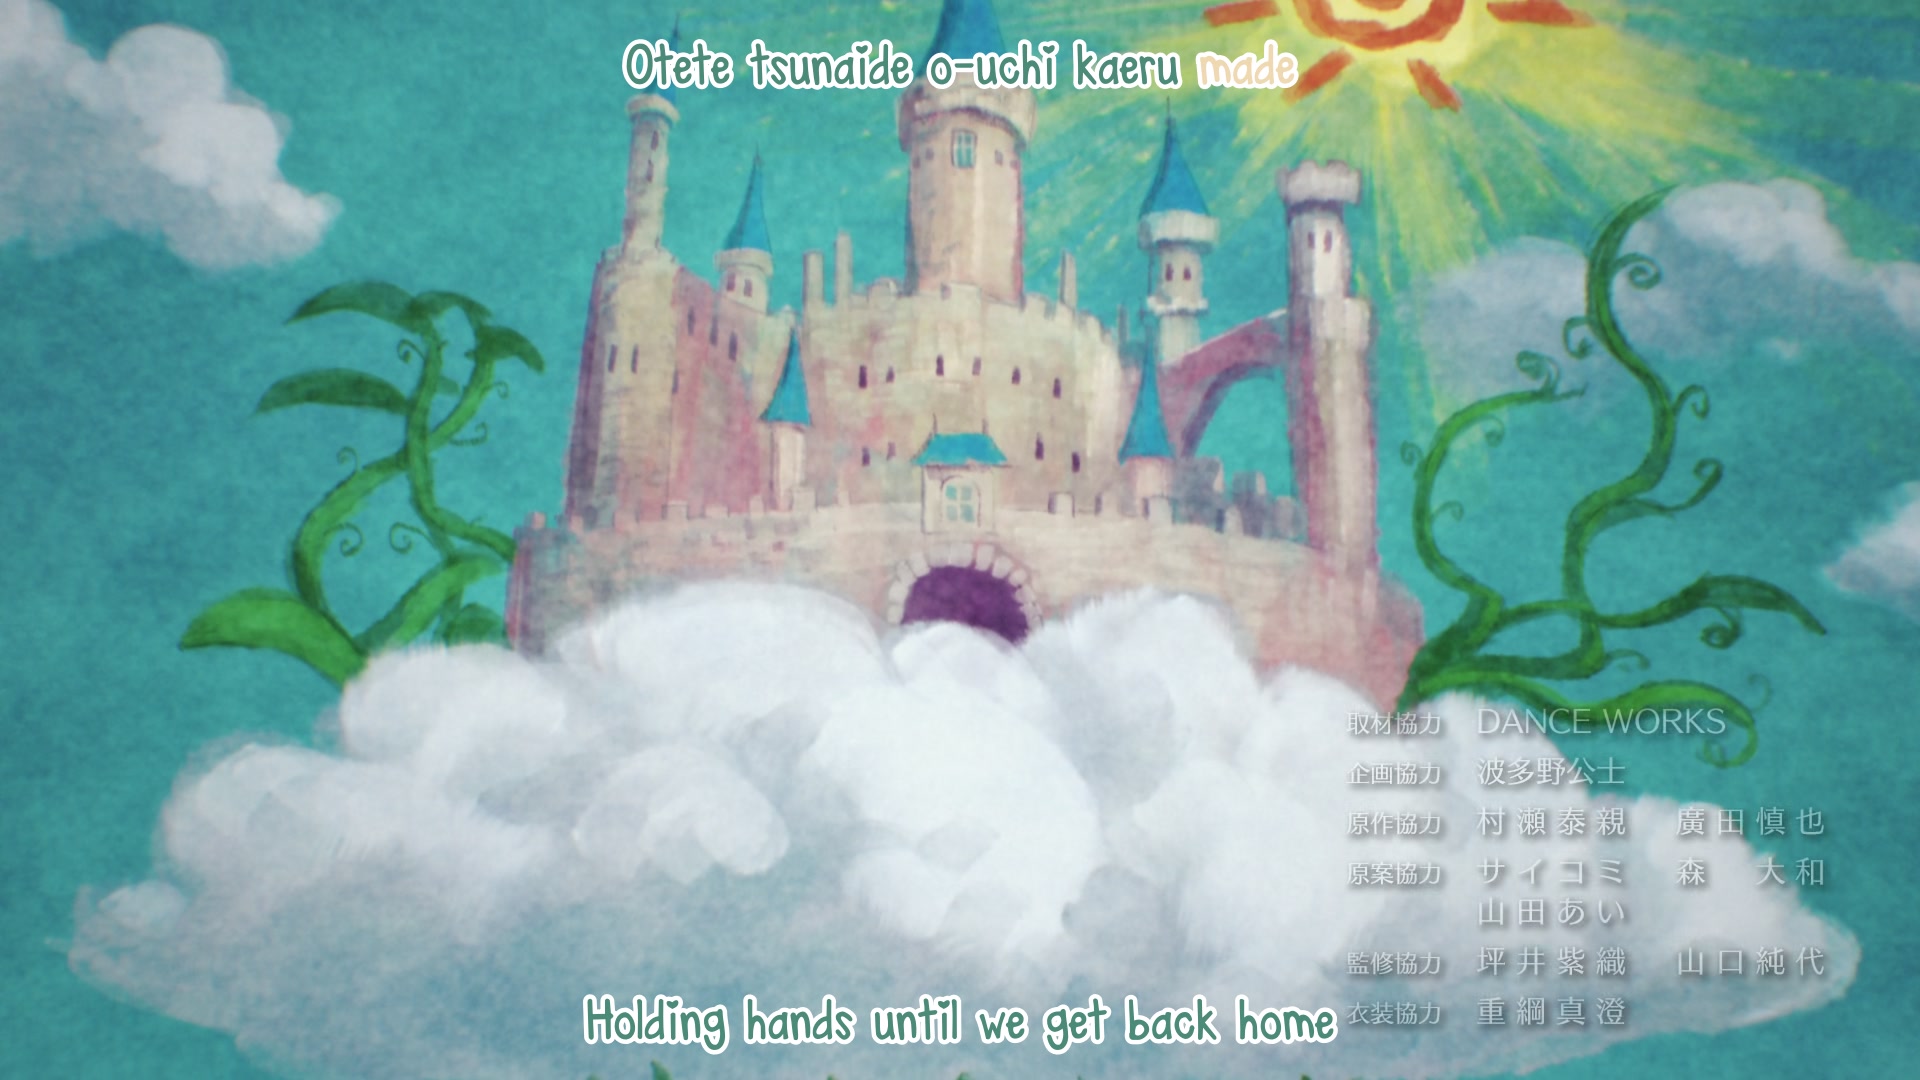 Otete tsunaide o-uchi kaeru made
取材協力 DANCE WORKS
企画協力 波多野公士
原作協力 村瀬泰親 廣田慎也
原案協力 サイコミ 森 大和
山田あい
監修協力 坪井紫織 山口純代
衣装協力 重綱真澄
Holding hands until we get back home